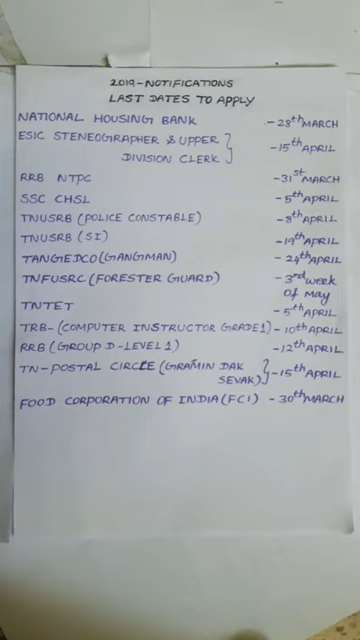 2019-NOTIFICATIONS
LAST DATES TO APPLY
NATIONAL HOUSING BANK - 28th MARCH
ESIC STENEOGRAPHER & UPPER
DIVISION CLERK - 15th APRIL
RRB NTPC - 31st MARCH
SSC CHSL - 5th APRIL
TNUSRB (POLICE CONSTABLE) - 8th APRIL
TNUSRB (SI) - 19th APRIL
TANGEDCO (GANGMAN) - 24th APRIL
TNFUSRC (FORESTER GUARD) - 3rd week
of May
TNTET - 5th APRIL
TRB- (COMPUTER INSTRUCTOR GRADE 1) - 10th APRIL
RRB (GROUP D-LEVEL 1) - 12th APRIL
TN-POSTAL CIRCLE (GRAMIN DAK
SEVAK) - 15th APRIL
FOOD CORPORATION OF INDIA (FCI) - 30th MARCH